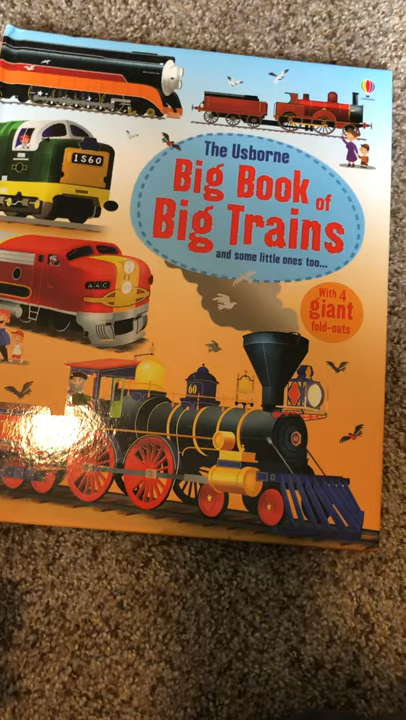 The Usborne
Big Book of
Big Trains
and some little ones too...
With 4
giant
fold-outs
1S60
60